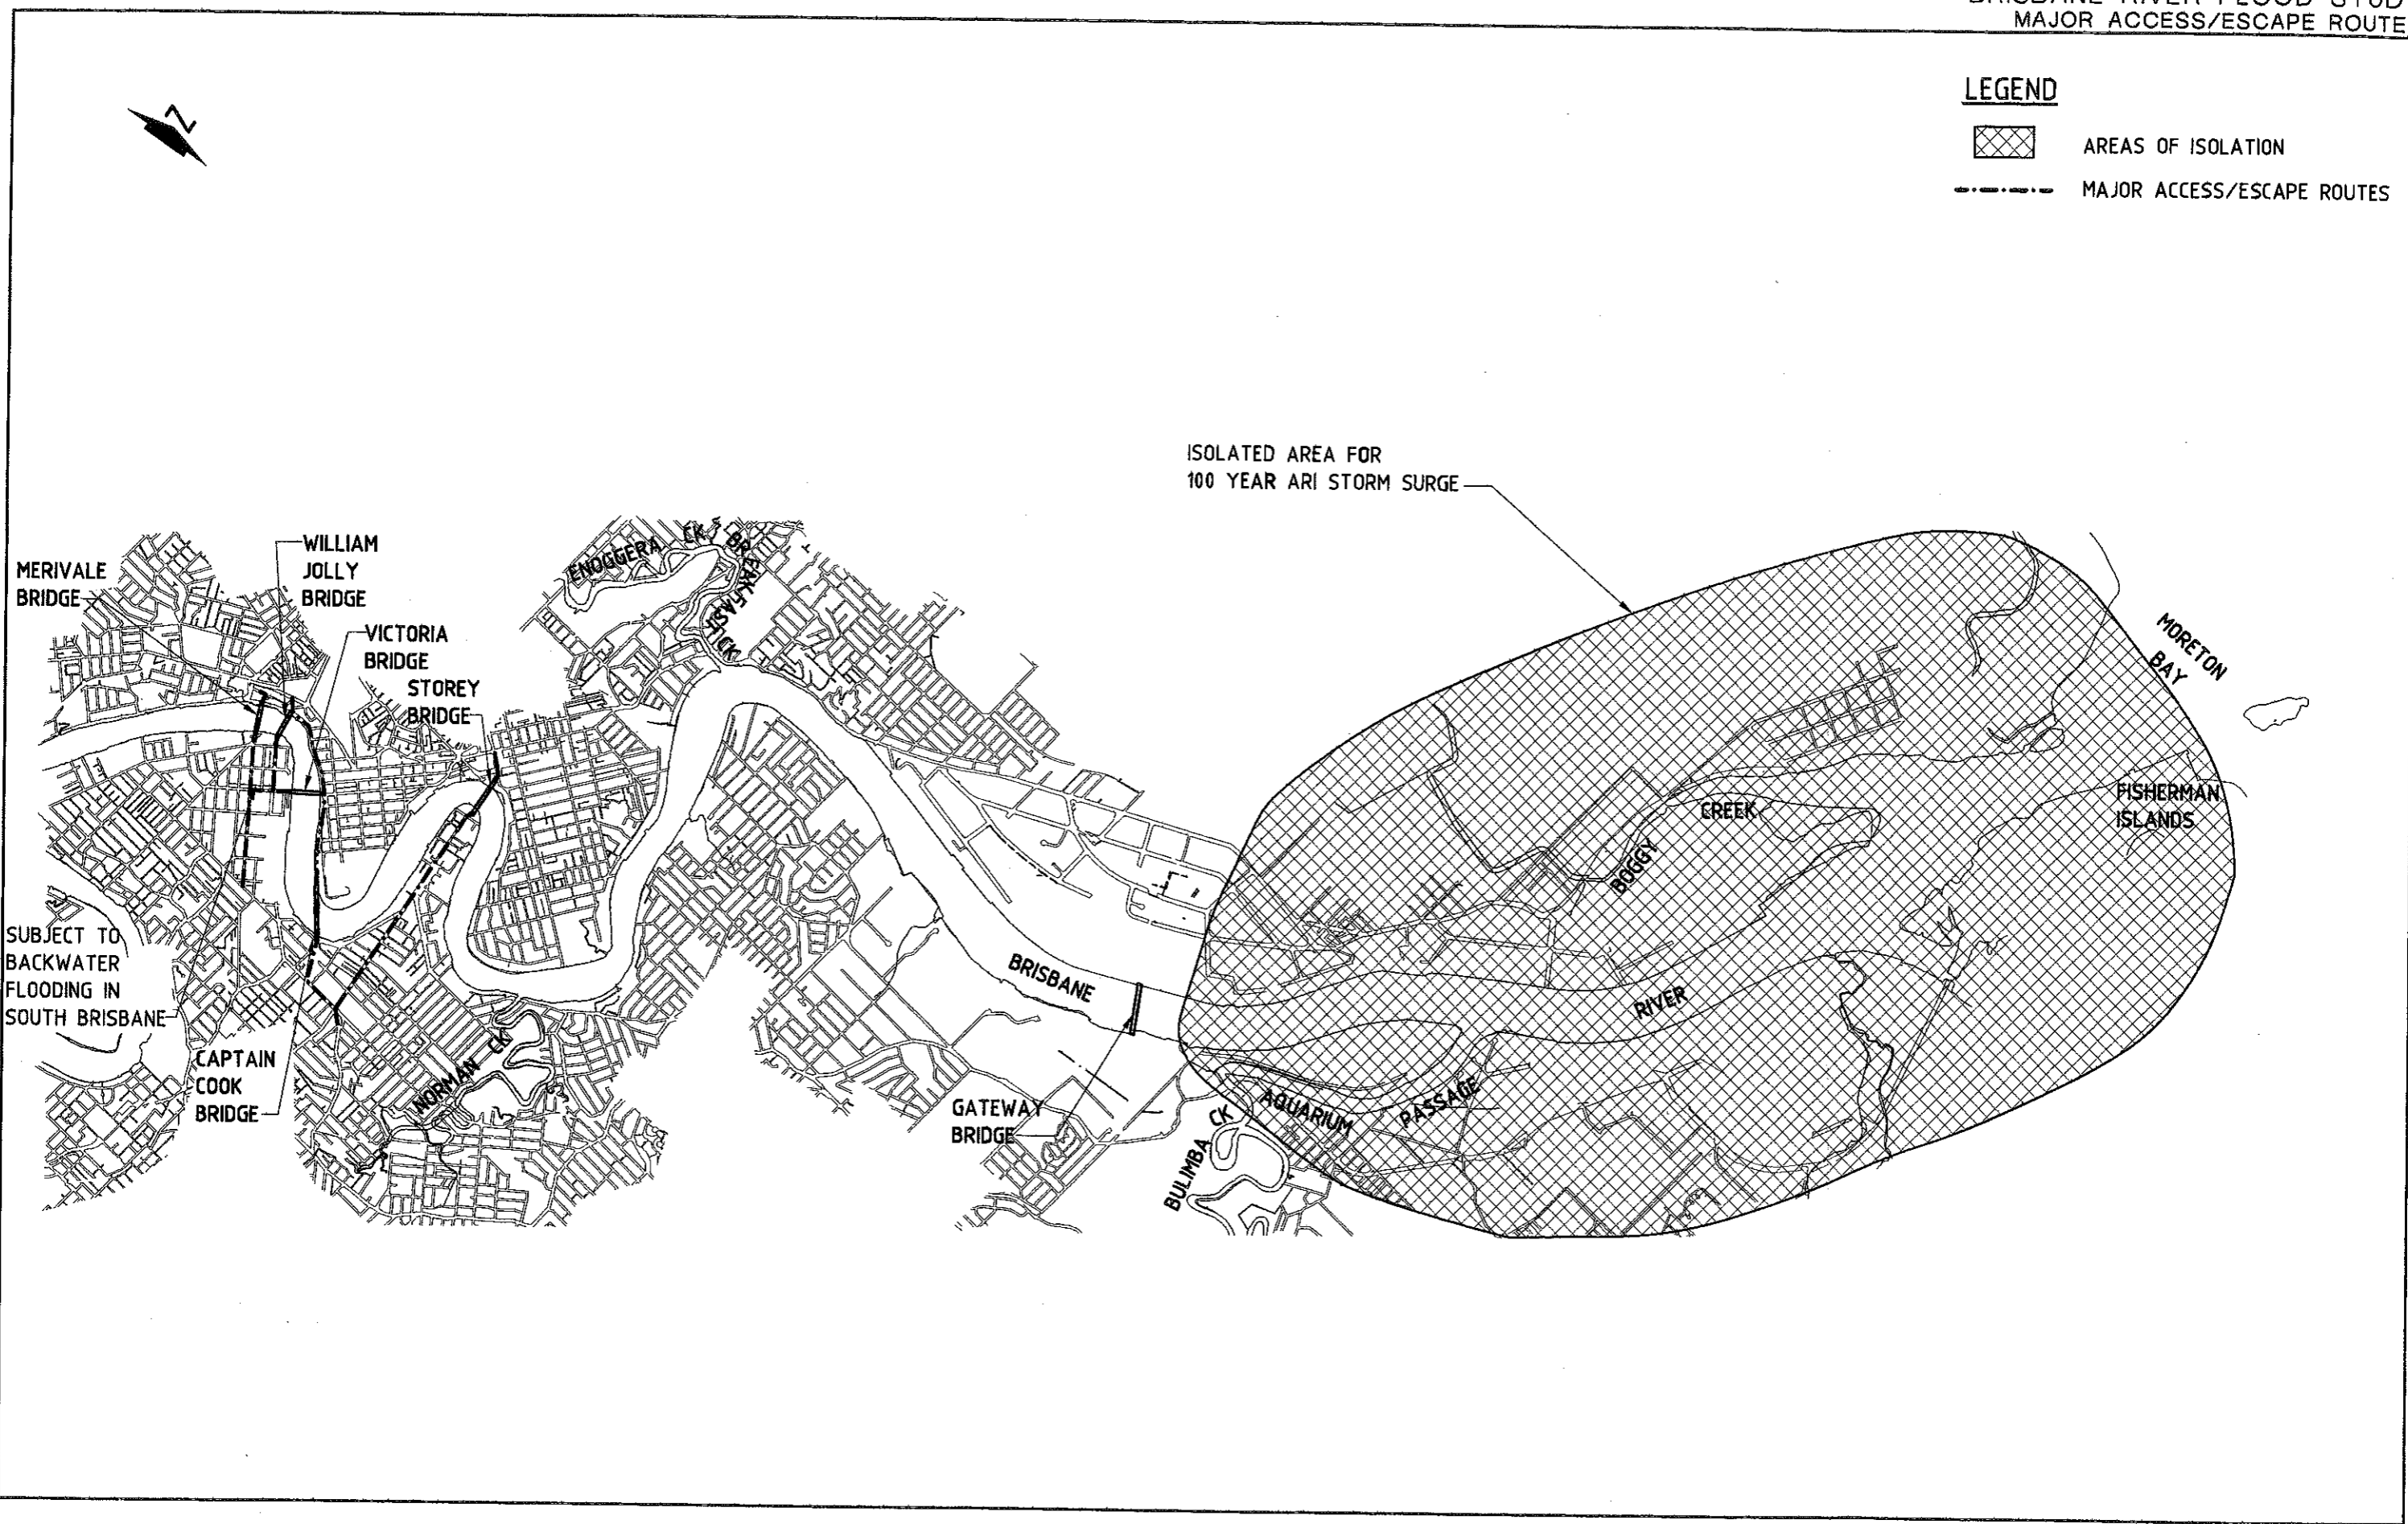 MAJOR ACCESS/ESCAPE ROUTE
LEGEND
AREAS OF ISOLATION
MAJOR ACCESS/ESCAPE ROUTES
N
ISOLATED AREA FOR
100 YEAR ARI STORM SURGE
MERIVALE
BRIDGE
WILLIAM
JOLLY
BRIDGE
VICTORIA
BRIDGE
STOREY
BRIDGE
ENOGGERA CK
BREAKFAST CK
MORETON
BAY
FISHERMAN
ISLANDS
BOGGY
CREEK
BRISBANE
RIVER
SUBJECT TO
BACKWATER
FLOODING IN
SOUTH BRISBANE
CAPTAIN
COOK
BRIDGE
NORMAN CK
GATEWAY
BRIDGE
BULIMBA CK
AQUARIUM
PASSAGE